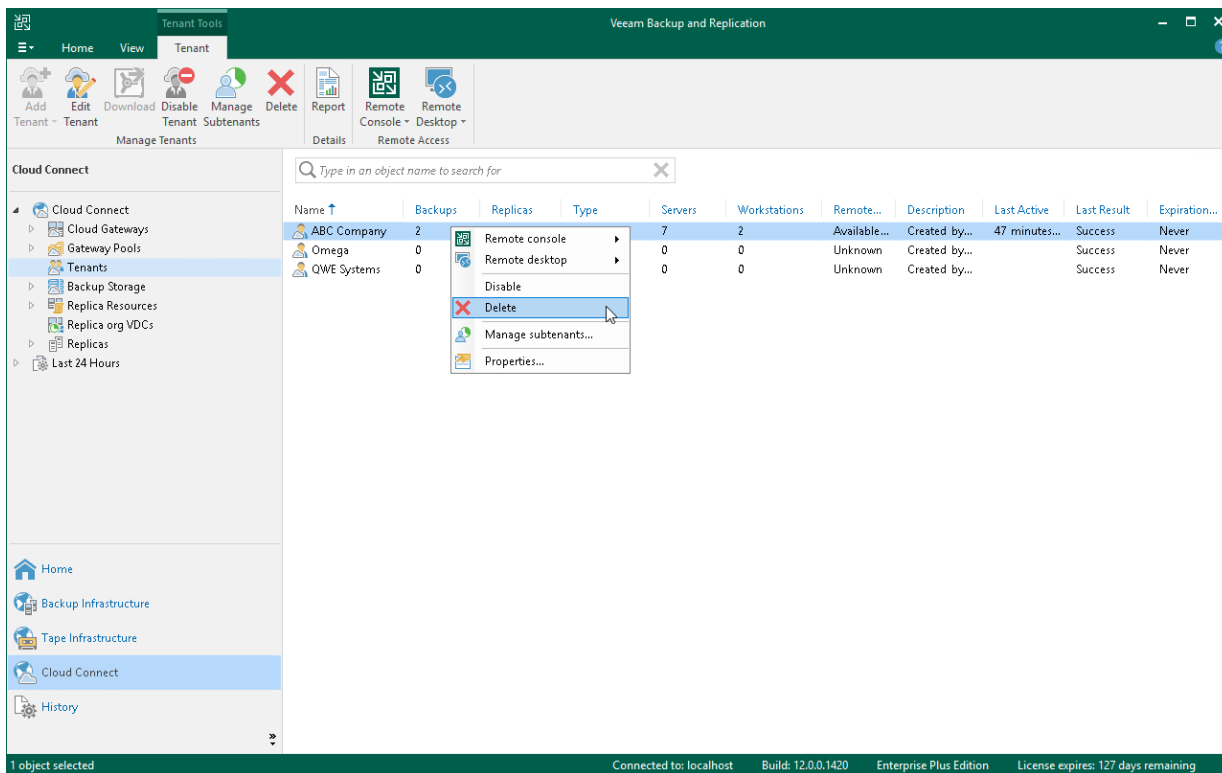 Tenant Tools
Veeam Backup and Replication
Home View Tenant
Add Tenant
Edit Tenant
Download
Disable Tenant
Manage Subtenants
Delete
Report
Remote Console
Remote Desktop
Manage Tenants
Details
Remote Access
Cloud Connect
Type in an object name to search for
Cloud Connect
Cloud Gateways
Gateway Pools
Tenants
Backup Storage
Replica Resources
Replica org VDCs
Replicas
Last 24 Hours
Name Backups Replicas Type Servers Workstations Remote... Description Last Active Last Result Expiration...
ABC Company 2 7 2 Available... Created by... 47 minutes... Success Never
Omega 0 0 0 Unknown Created by... Success Never
QWE Systems 0 0 0 Unknown Created by... Success Never
Remote console
Remote desktop
Disable
Delete
Manage subtenants...
Properties...
Home
Backup Infrastructure
Tape Infrastructure
Cloud Connect
History
1 object selected
Connected to: localhost
Build: 12.0.0.1420
Enterprise Plus Edition
License expires: 127 days remaining